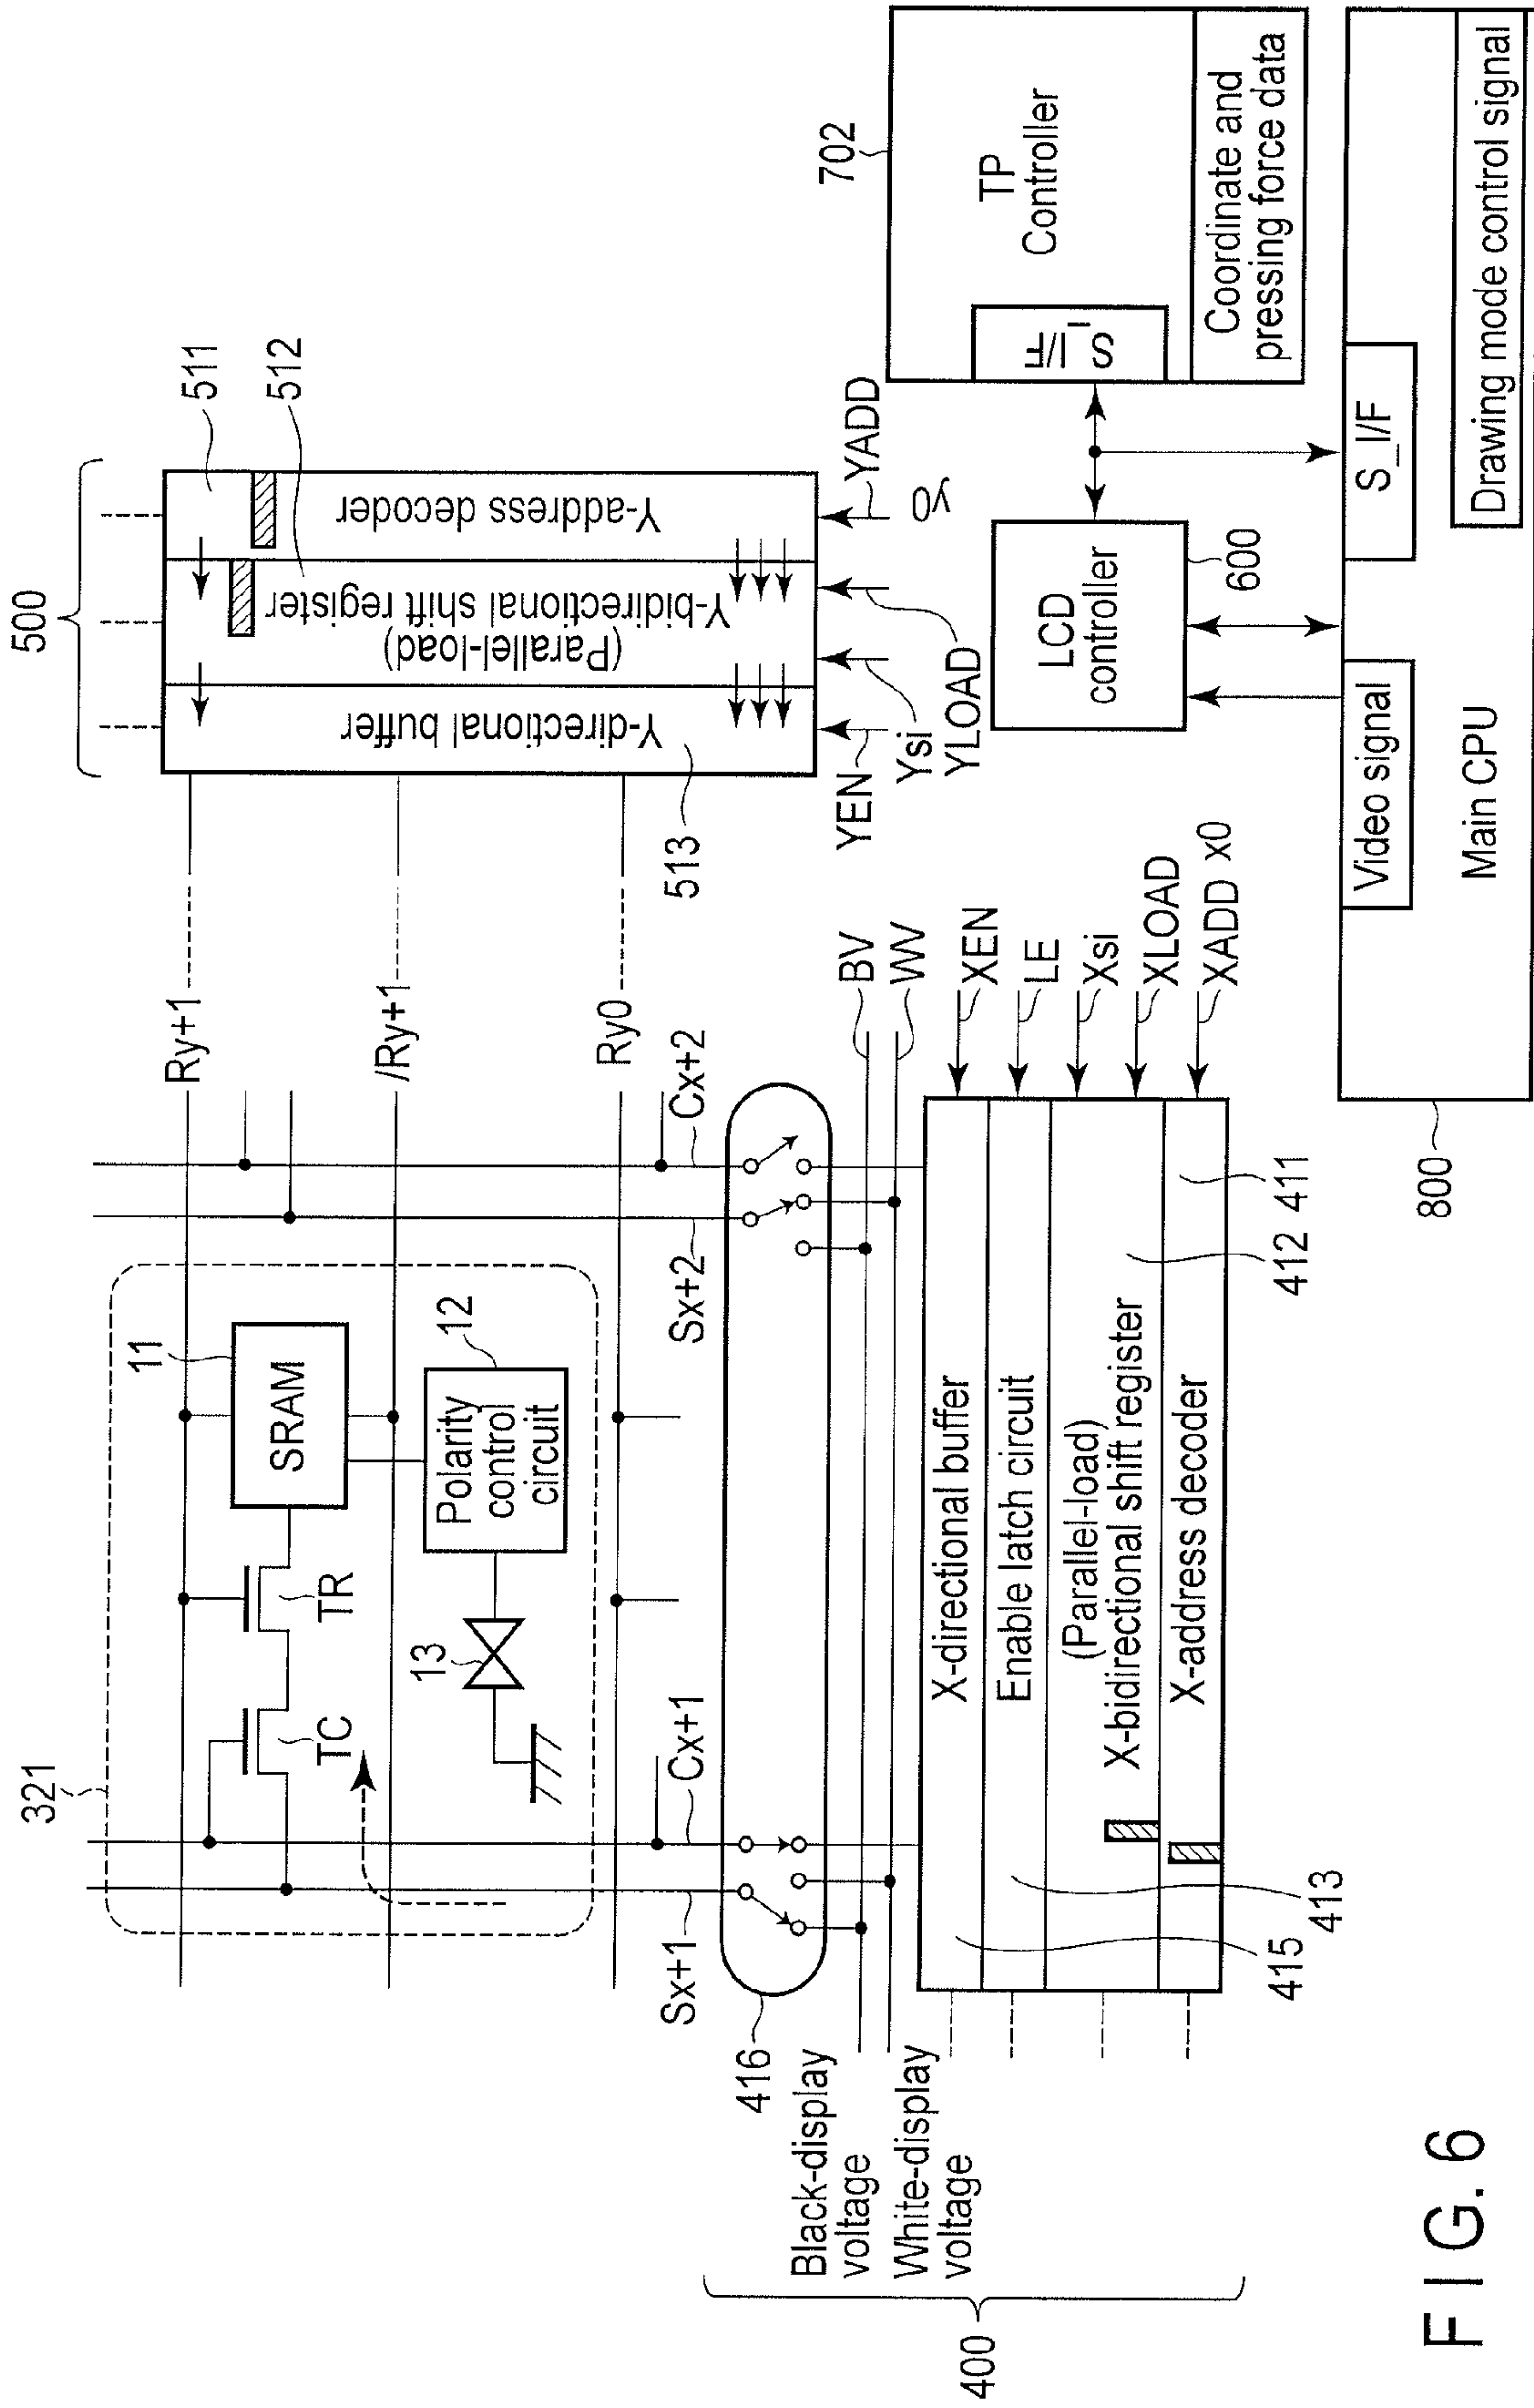 321
11
SRAM
TR
TC
12
Polarity
control
circuit
13
Ry+1
/Ry+1
Ry0
Sx+1
Cx+1
Sx+2
Cx+2
500
511
512
Y-address decoder
Y-bidirectional shift register
(Parallel-load)
Y-directional buffer
513
YEN
Ysi
YLOAD
YADD
y0
416
Black-display
voltage
White-display
voltage
BV
WV
400
X-directional buffer
Enable latch circuit
(Parallel-load)
X-bidirectional shift register
X-address decoder
XEN
LE
Xsi
XLOAD
XADD x0
415
413
412
411
702
TP
Controller
S_I/F
Coordinate and
pressing force data
LCD
controller
600
Video signal
S_I/F
Main CPU
Drawing mode control signal
800
FIG. 6